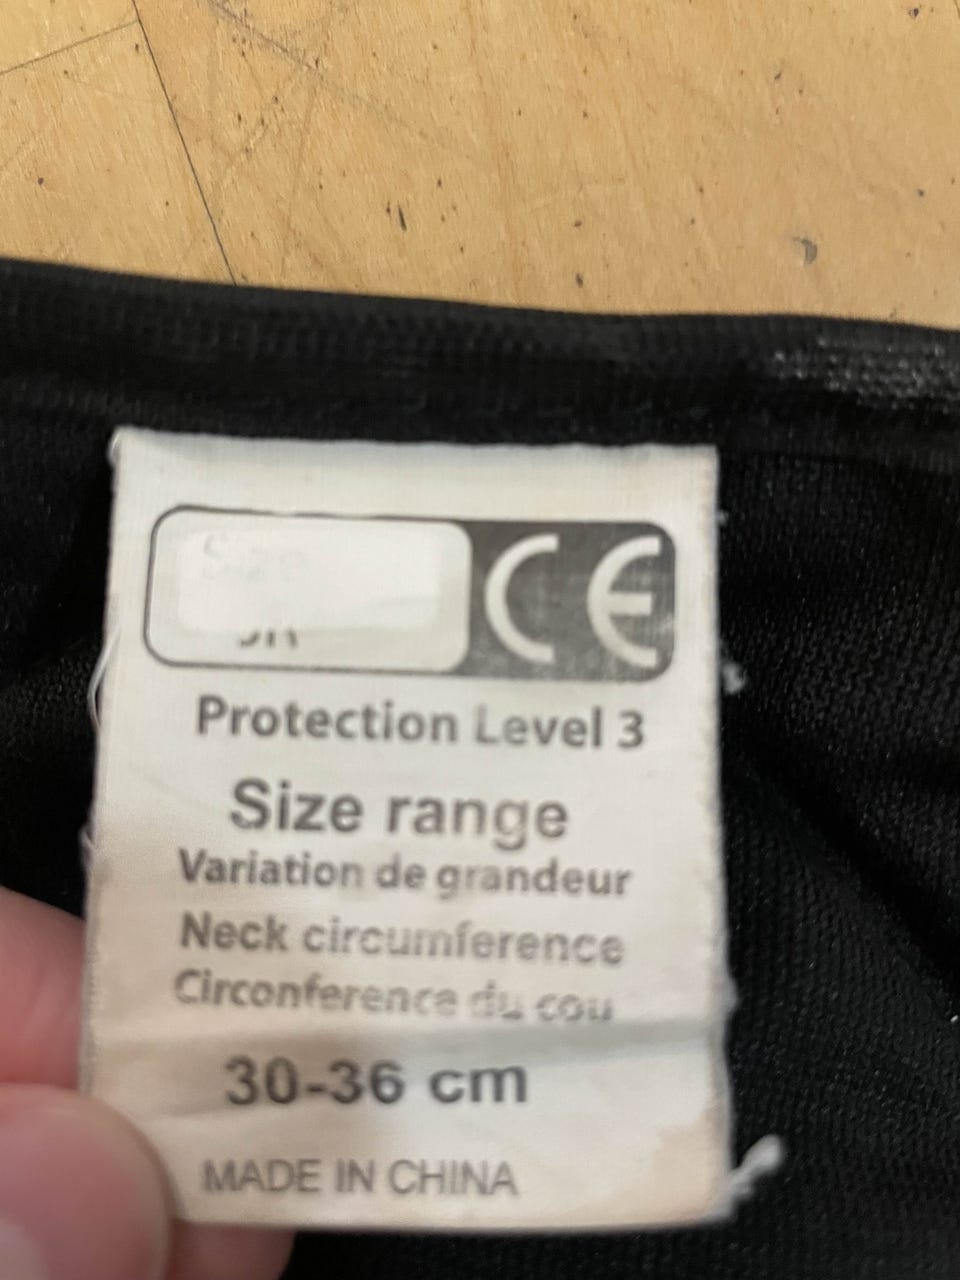 CE
Protection Level 3
Size range
Variation de grandeur
Neck circumference
Circonference du cou
30-36 cm
MADE IN CHINA